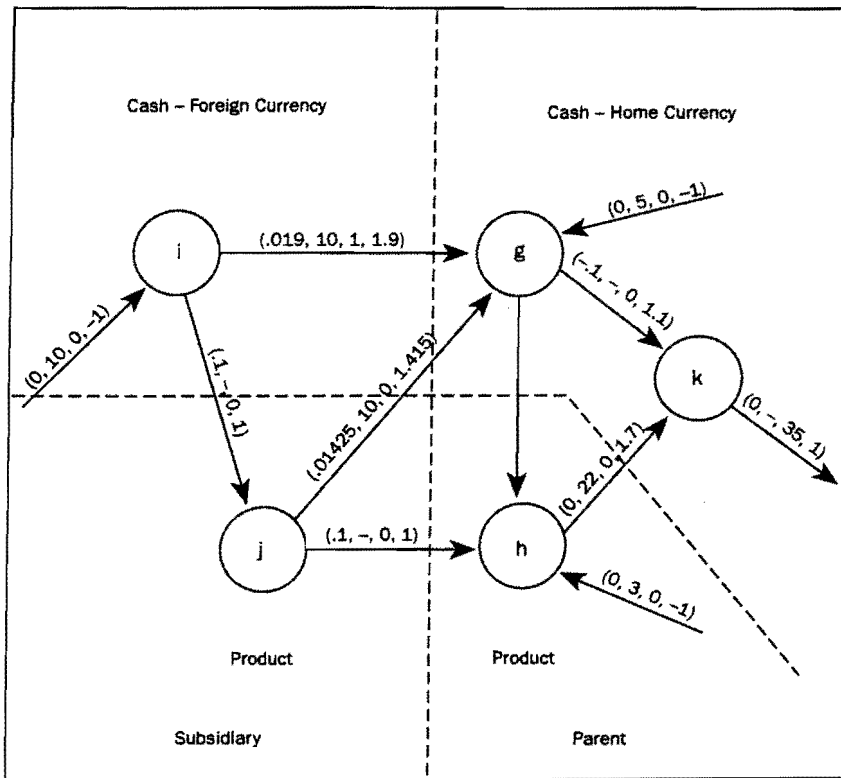 Cash – Foreign Currency
Cash – Home Currency
(0, 5, 0, –1)
i
(.019, 10, 1, 1.9)
g
(–.1, –, 0, 1.1)
(0, 10, 0, –1)
(.1, –, 0, 1)
(.01425, 10, 0, 1.415)
k
(0, –, 35, 1)
(0, 22, 0, 1.7)
j
(.1, –, 0, 1)
h
(0, 3, 0, –1)
Product
Product
Subsidiary
Parent